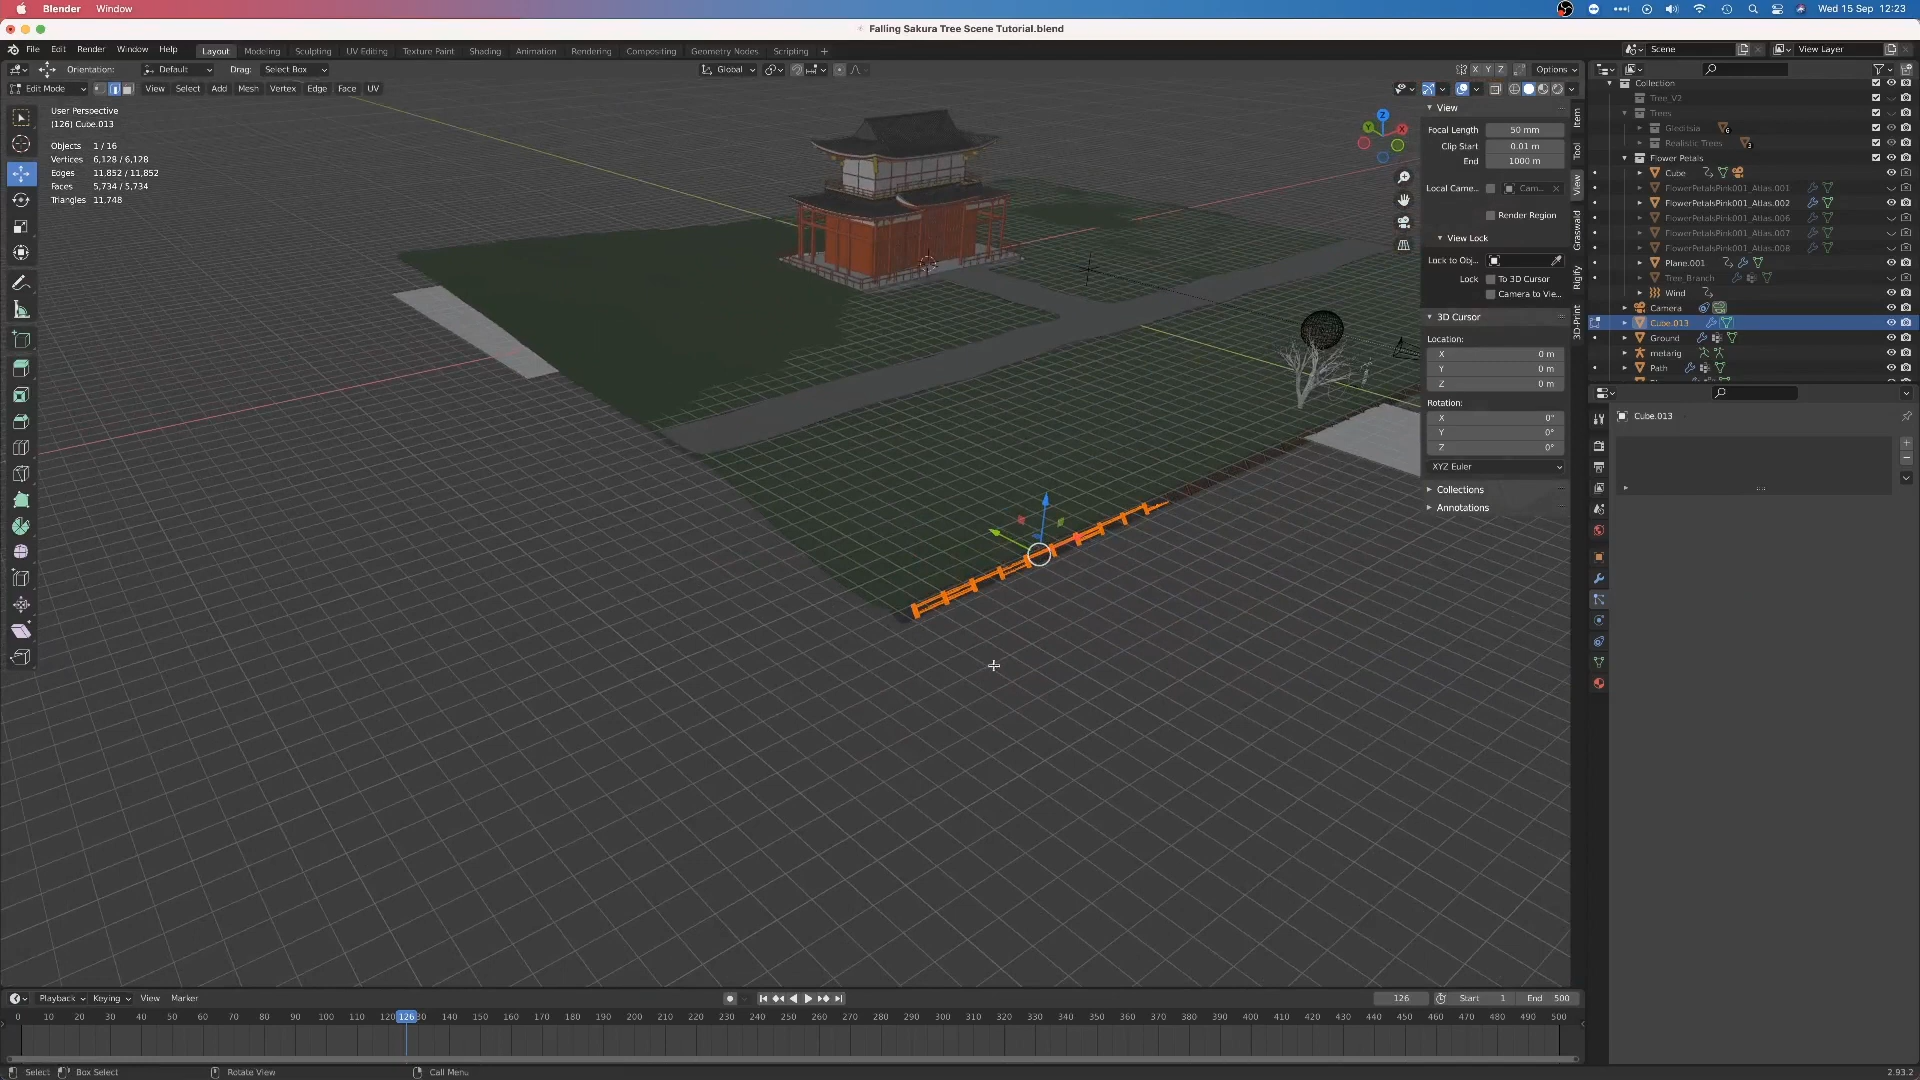 Blender Window Wed 15 Sep 12:23
Falling Sakura Tree Scene Tutorial.blend
File Edit Render Window Help Layout Modeling Sculpting UV Editing Texture Paint Shading Animation Rendering Compositing Geometry Nodes Scripting + Scene View Layer
Orientation: Default Drag: Select Box Global X Y Z Options
Edit Mode View Select Add Mesh Vertex Edge Face UV
User Perspective
(126) Cube.013
Objects 1 / 16
Vertices 6,128 / 6,128
Edges 11,852 / 11,852
Faces 5,734 / 5,734
Triangles 11,748
Z
Y X
View
Focal Length 50 mm
Clip Start 0.01 m
End 1000 m
Local Came... Cam...
Render Region
View Lock
Lock to Obj...
Lock To 3D Cursor
Camera to Vie...
3D Cursor
Location:
X 0 m
Y 0 m
Z 0 m
Rotation:
X 0°
Y 0°
Z 0°
XYZ Euler
Collections
Annotations
Item
Tool
View
Graswald
Rigify
3D-Print
Collection
Tree_V2
Trees
Gleditsia 6
Realistic Trees 3
Flower Petals
Cube
FlowerPetalsPink001_Atlas.001
FlowerPetalsPink001_Atlas.002
FlowerPetalsPink001_Atlas.006
FlowerPetalsPink001_Atlas.007
FlowerPetalsPink001_Atlas.008
Plane.001
Tree_Branch
Wind
Camera
Cube.013
Ground
metarig
Path
Cube.013
Playback Keying View Marker 126 Start 1 End 500
0 10 20 30 40 50 60 70 80 90 100 110 120 126 130 140 150 160 170 180 190 200 210 220 230 240 250 260 270 280 290 300 310 320 330 340 350 360 370 380 390 400 410 420 430 440 450 460 470 480 490 500
Select Box Select Rotate View Call Menu 2.93.2